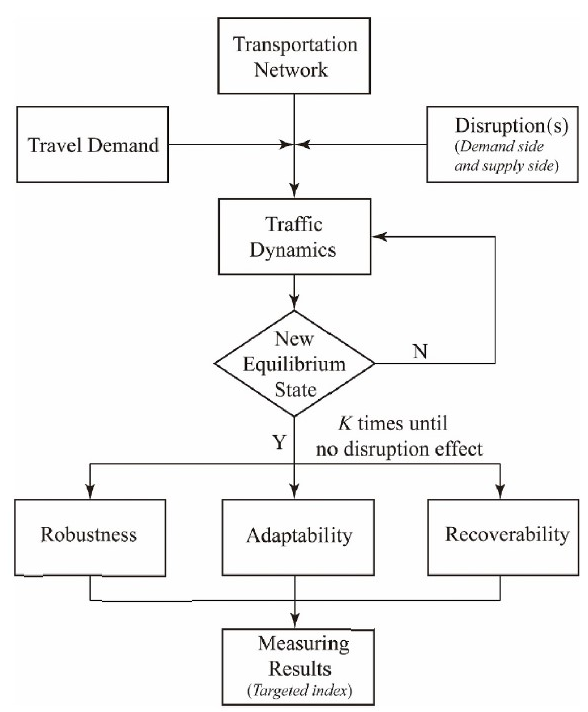 Transportation
Network
Travel Demand
Disruption(s)
(Demand side
and supply side)
Traffic
Dynamics
New
Equilibrium
State
N
Y
K times until
no disruption effect
Robustness
Adaptability
Recoverability
Measuring
Results
(Targeted index)